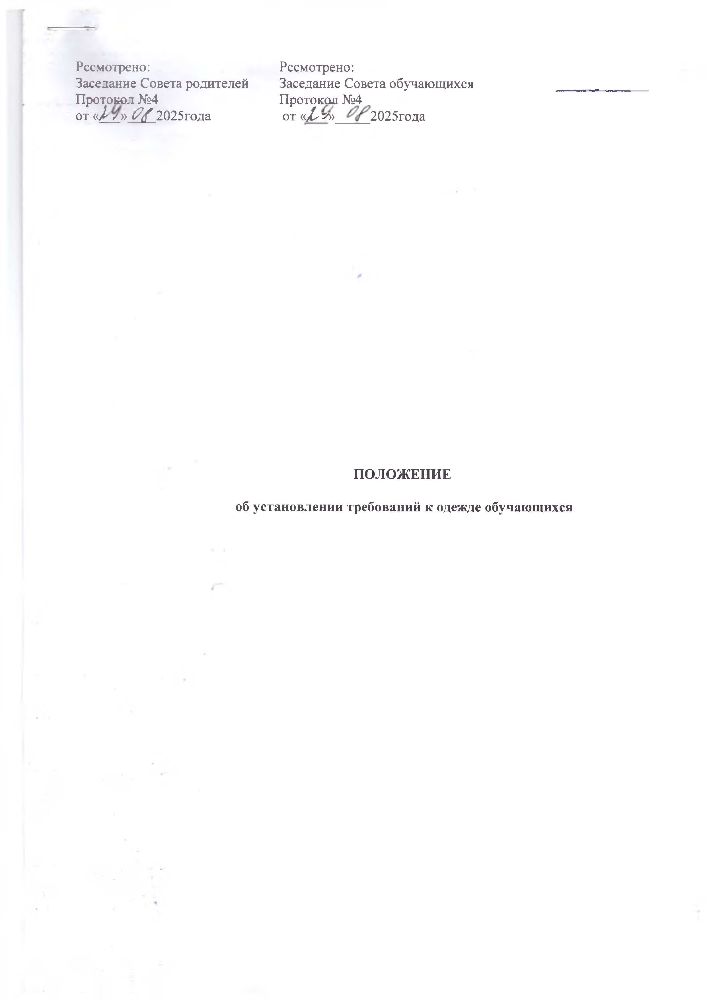 Рссмотрено:
Заседание Совета родителей
Протокол №4
от «29» 08 2025года
Рссмотрено:
Заседание Совета обучающихся
Протокол №4
от «29» 08 2025года
ПОЛОЖЕНИЕ
об установлении требований к одежде обучающихся